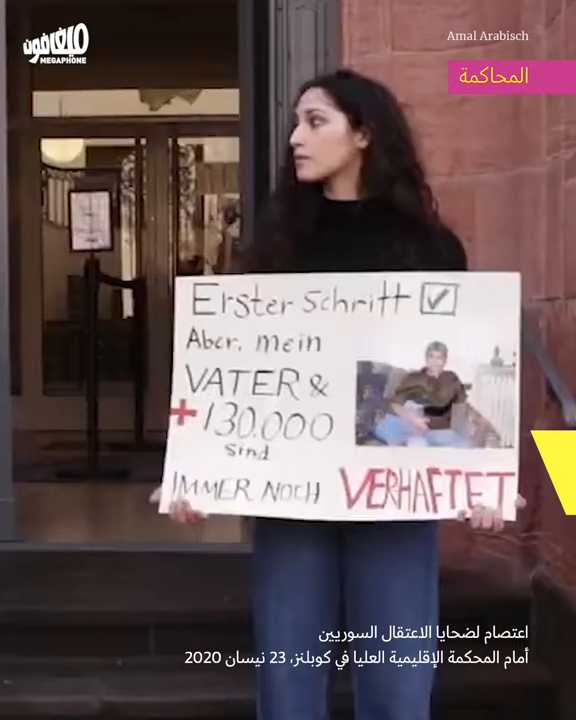 ميغافون
MEGAPHONE
Amal Arabisch
المحاكمة
Erster Schritt ✓
Aber, mein
VATER &
+130.000
sind
IMMER NOCH VERHAFTET
اعتصام لضحايا الاعتقال السوريين
أمام المحكمة الإقليمية العليا في كوبلنز، 23 نيسان 2020